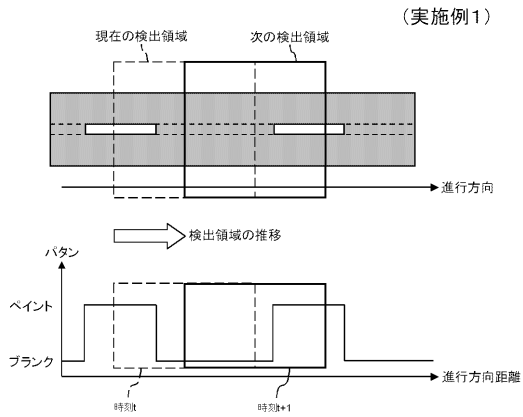 （実施例１）
現在の検出領域
次の検出領域
進行方向
検出領域の推移
パタン
ペイント
ブランク
進行方向距離
時刻t
時刻t+1